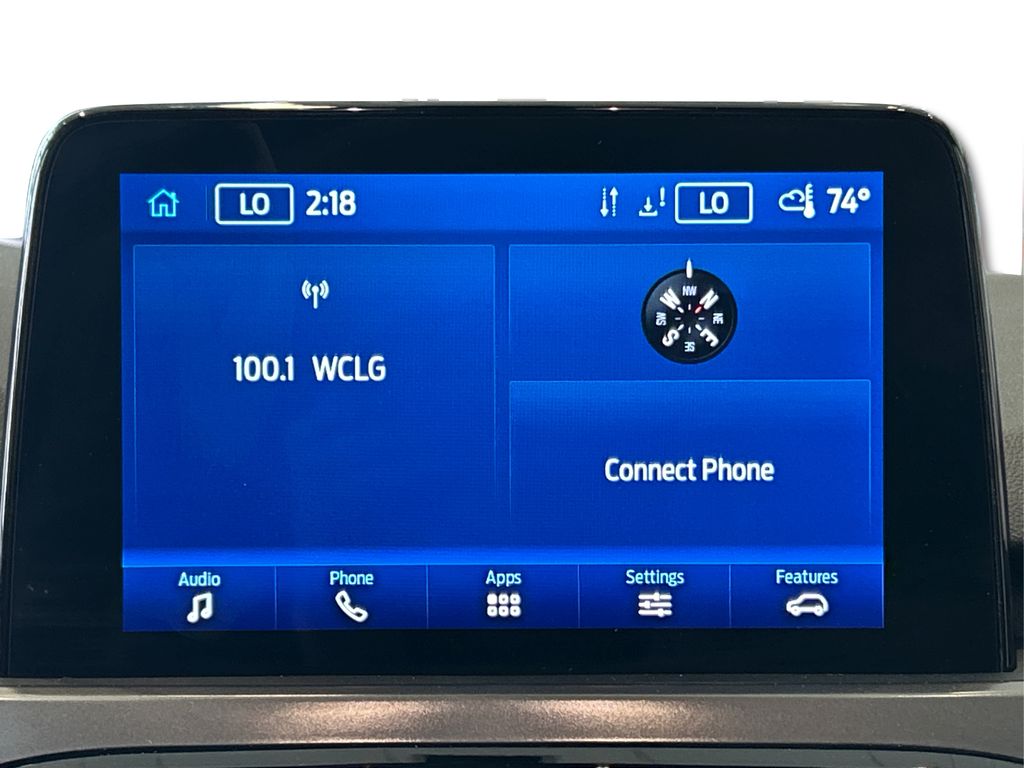 LO 2:18 ! LO 74°
100.1 WCLG
NW
W N
SW NE
S E
SE
Connect Phone
Audio Phone Apps Settings Features